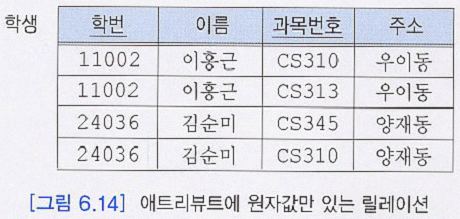 학생
학번 이름 과목번호 주소
11002 이홍근 CS310 우이동
11002 이홍근 CS313 우이동
24036 김순미 CS345 양재동
24036 김순미 CS310 양재동
[그림 6.14] 애트리뷰트에 원자값만 있는 릴레이션